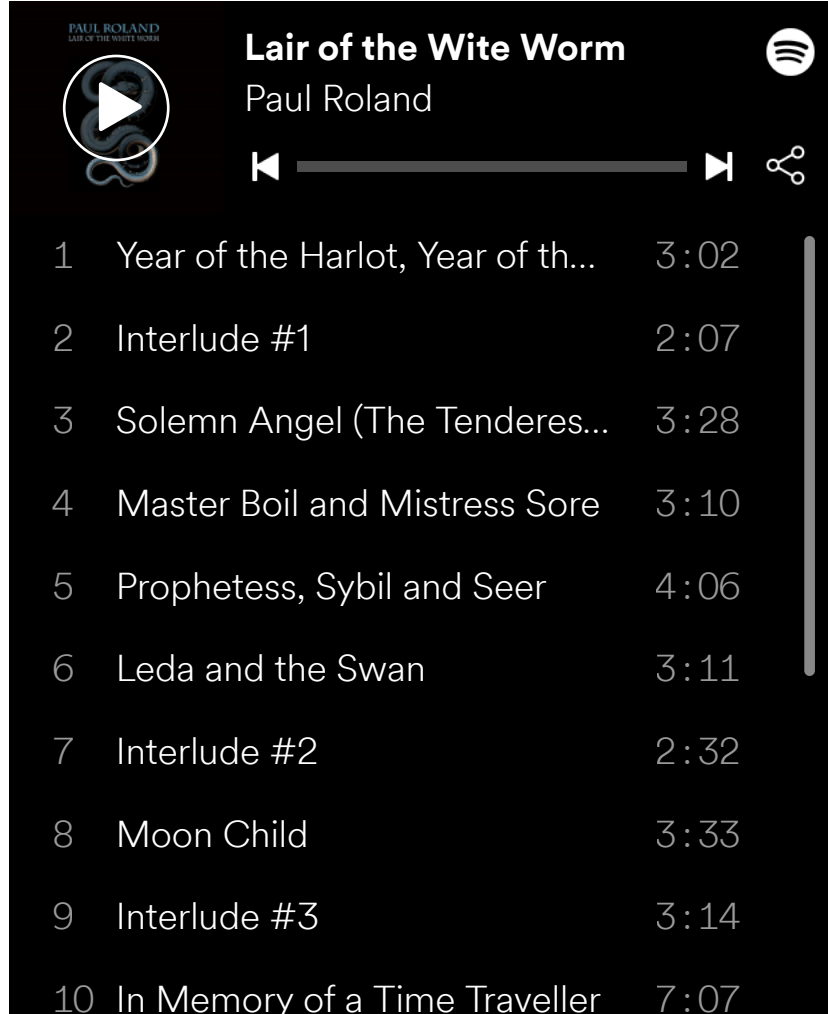 PAUL ROLAND
LAIR OF THE WHITE WORM
Lair of the Wite Worm
Paul Roland
1 Year of the Harlot, Year of th... 3:02
2 Interlude #1 2:07
3 Solemn Angel (The Tenderes... 3:28
4 Master Boil and Mistress Sore 3:10
5 Prophetess, Sybil and Seer 4:06
6 Leda and the Swan 3:11
7 Interlude #2 2:32
8 Moon Child 3:33
9 Interlude #3 3:14
10 In Memory of a Time Traveller 7:07